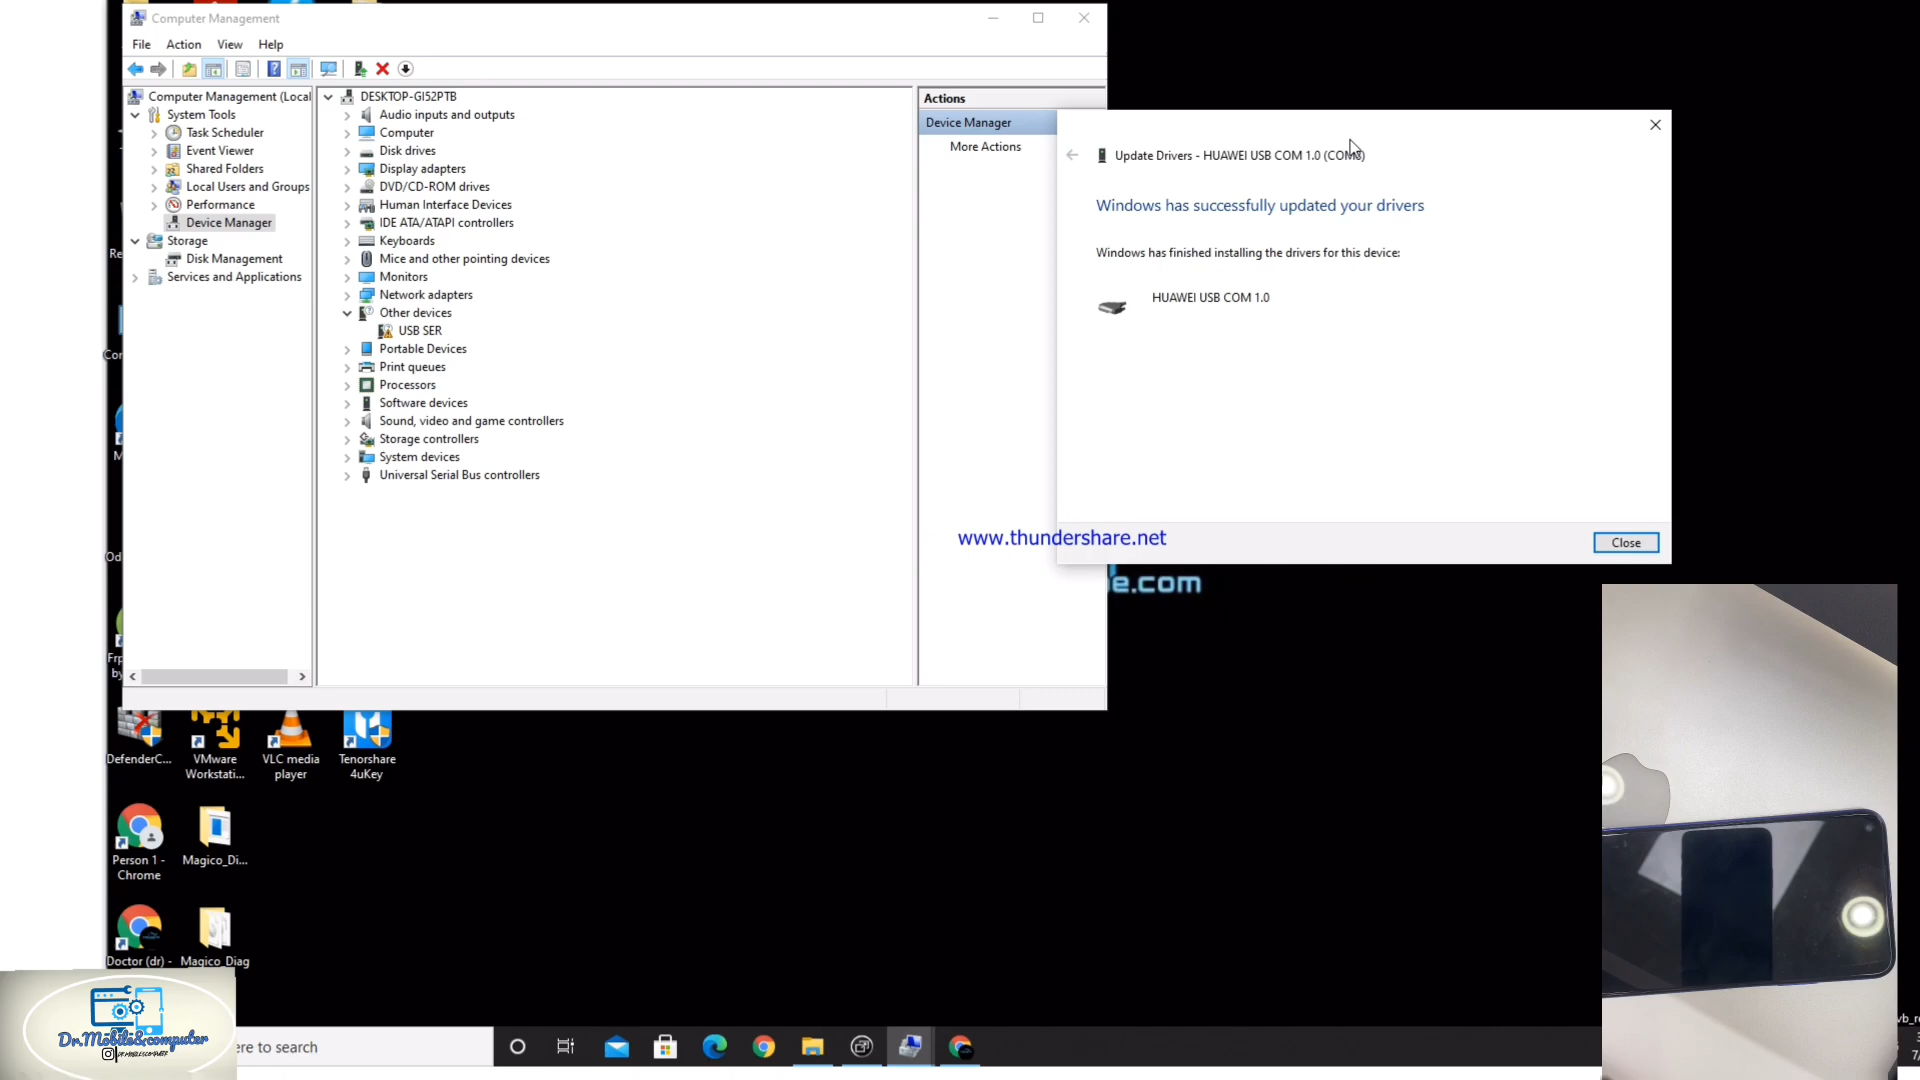 Computer Management
File Action View Help
Computer Management (Local
System Tools
Task Scheduler
Event Viewer
Shared Folders
Local Users and Groups
Performance
Device Manager
Storage
Disk Management
Services and Applications
DESKTOP-GI52PTB
Audio inputs and outputs
Computer
Disk drives
Display adapters
DVD/CD-ROM drives
Human Interface Devices
IDE ATA/ATAPI controllers
Keyboards
Mice and other pointing devices
Monitors
Network adapters
Other devices
USB SER
Portable Devices
Print queues
Processors
Software devices
Sound, video and game controllers
Storage controllers
System devices
Universal Serial Bus controllers
Actions
Device Manager
More Actions
Update Drivers - HUAWEI USB COM 1.0
Windows has successfully updated your drivers
Windows has finished installing the drivers for this device:
HUAWEI USB COM 1.0
Close
www.thundershare.net
e.com
Re
Cor
M
Od
Frp
by
DefenderC...
VMware
Workstati...
VLC media
player
Tenorshare
4uKey
Person 1 -
Chrome
Magico_Di...
Doctor (dr) -
Magico_Diag
Dr.Mobile&computer
ere to search
7/